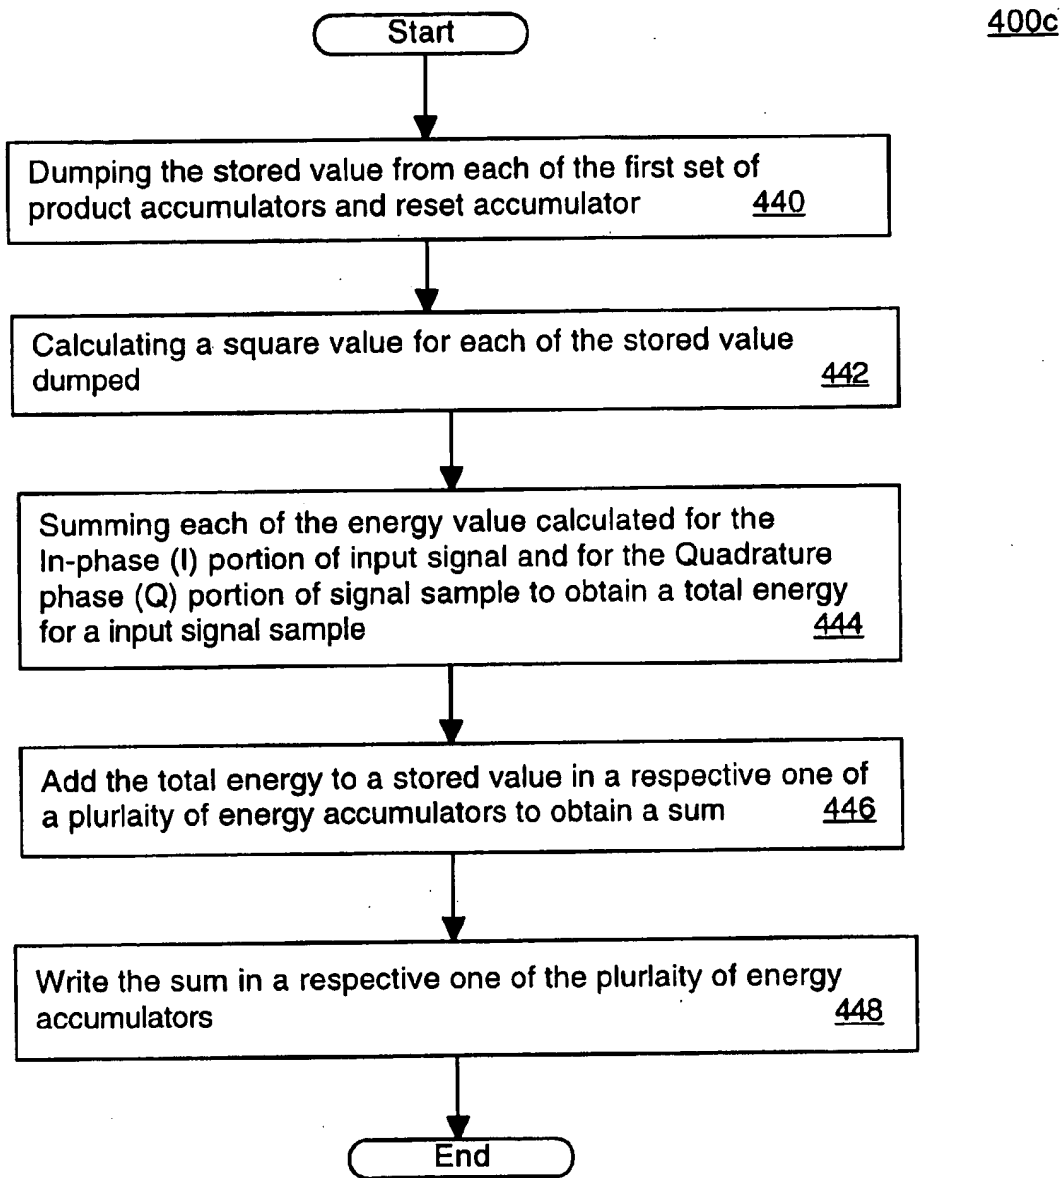 400c
Start
Dumping the stored value from each of the first set of
product accumulators and reset accumulator 440
Calculating a square value for each of the stored value
dumped 442
Summing each of the energy value calculated for the
In-phase (I) portion of input signal and for the Quadrature
phase (Q) portion of signal sample to obtain a total energy
for a input signal sample 444
Add the total energy to a stored value in a respective one of
a plurlaity of energy accumulators to obtain a sum 446
Write the sum in a respective one of the plurlaity of energy
accumulators 448
End